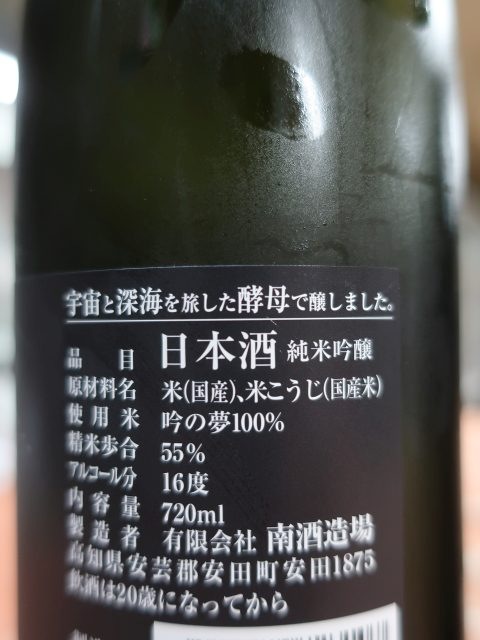 宇宙と深海を旅した酵母で醸しました。
品目 日本酒 純米吟醸
原材料名 米(国産)、米こうじ(国産米)
使用米 吟の夢100%
精米歩合 55%
アルコール分 16度
内容量 720ml
製造者 有限会社 南酒造場
高知県安芸郡安田町安田1875
飲酒は20歳になってから